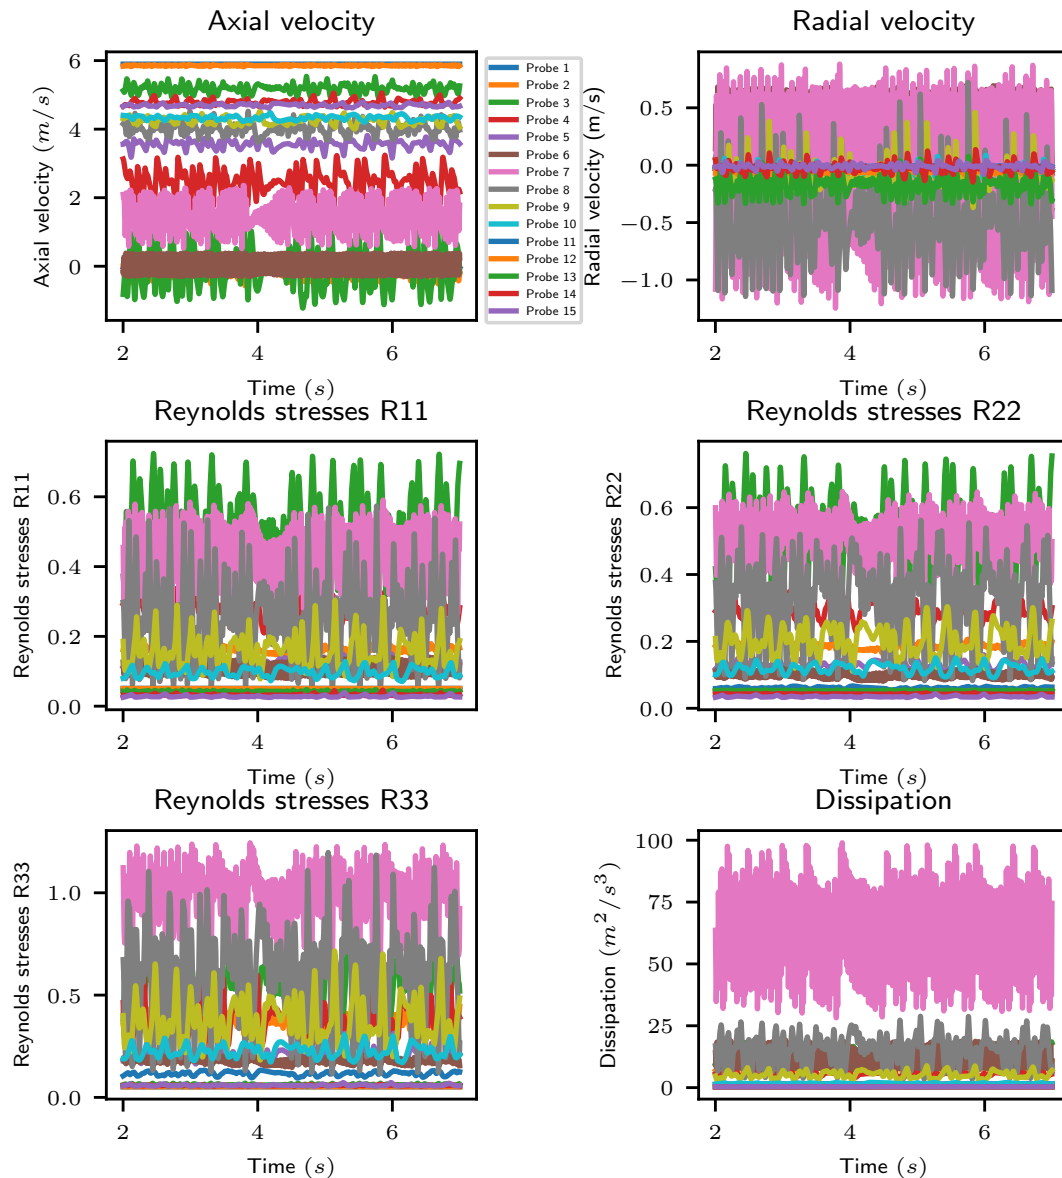 Axial velocity
Radial velocity
Axial velocity (m/s)
6
4
2
0
2
4
6
Time (s)
Probe 1
Probe 2
Probe 3
Probe 4
Probe 5
Probe 6
Probe 7
Probe 8
Probe 9
Probe 10
Probe 11
Probe 12
Probe 13
Probe 14
Probe 15
Radial velocity (m/s)
0.5
0.0
−0.5
−1.0
2
4
6
Time (s)
Reynolds stresses R11
Reynolds stresses R22
Reynolds stresses R11
0.6
0.4
0.2
0.0
2
4
6
Time (s)
Reynolds stresses R22
0.6
0.4
0.2
0.0
2
4
6
Time (s)
Reynolds stresses R33
Dissipation
Reynolds stresses R33
1.0
0.5
0.0
2
4
6
Time (s)
Dissipation (m²/s³)
100
75
50
25
0
2
4
6
Time (s)